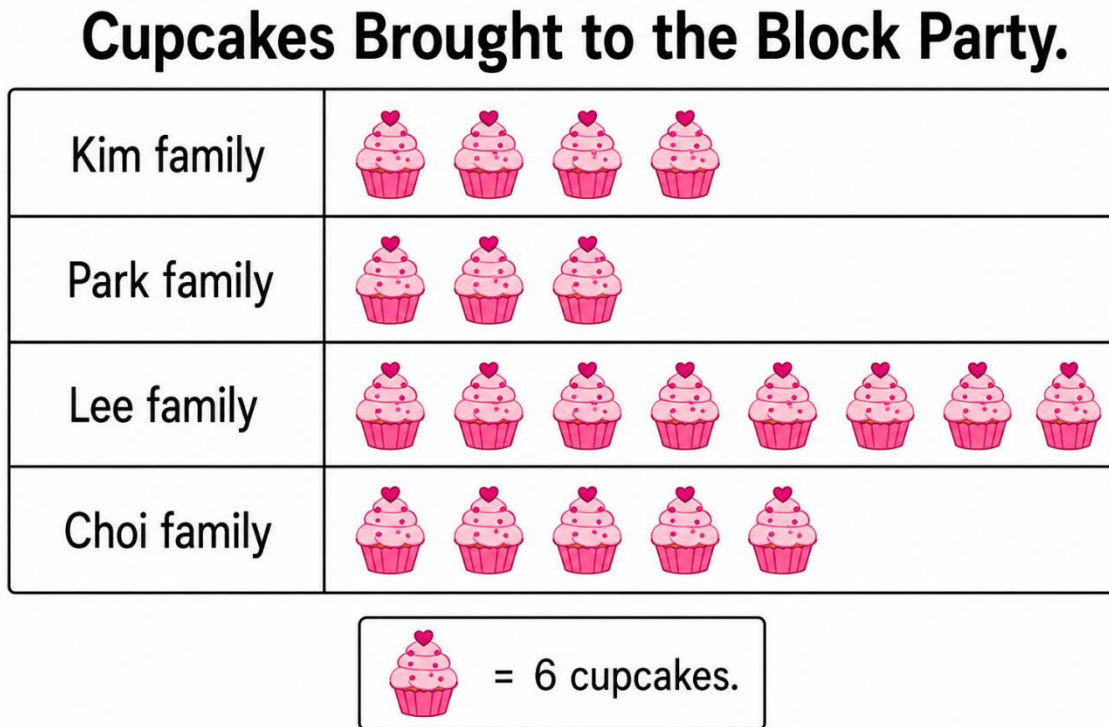 Cupcakes Brought to the Block Party.
Kim family
Park family
Lee family
Choi family
= 6 cupcakes.